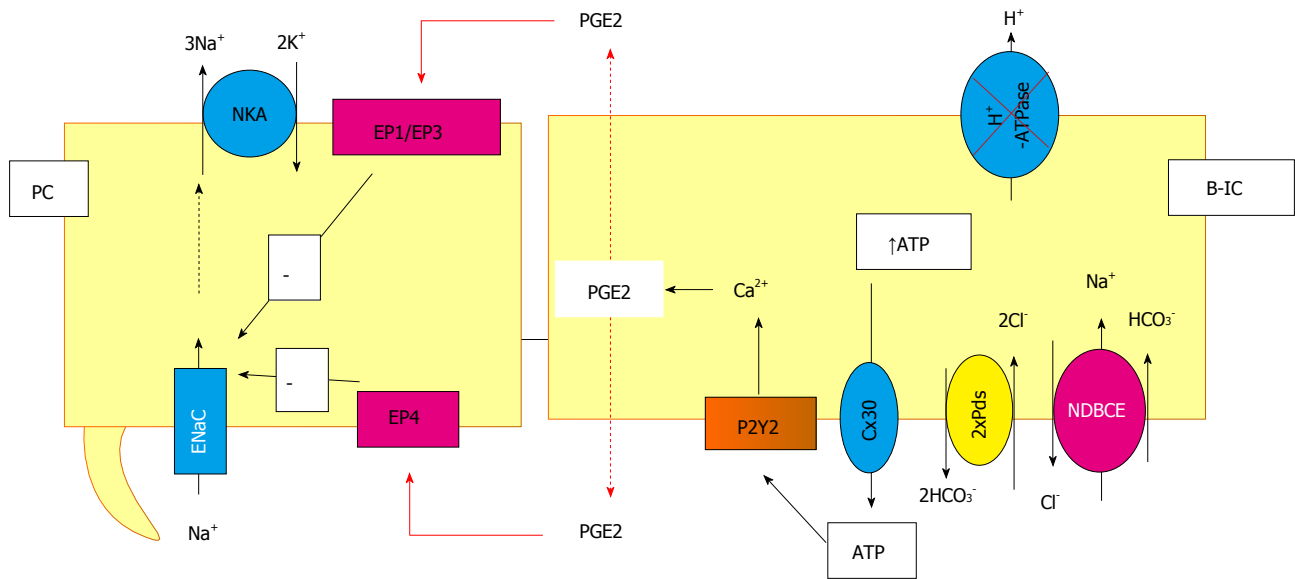 PGE2
H⁺
3Na⁺
2K⁺
NKA
H⁺
-ATPase
EP1/EP3
PC
B-IC
↑ATP
-
PGE2
Ca²⁺
Na⁺
2Cl⁻
HCO₃⁻
-
ENaC
EP4
P2Y2
Cx30
2xPds
NDBCE
2HCO₃⁻
Cl⁻
Na⁺
PGE2
ATP